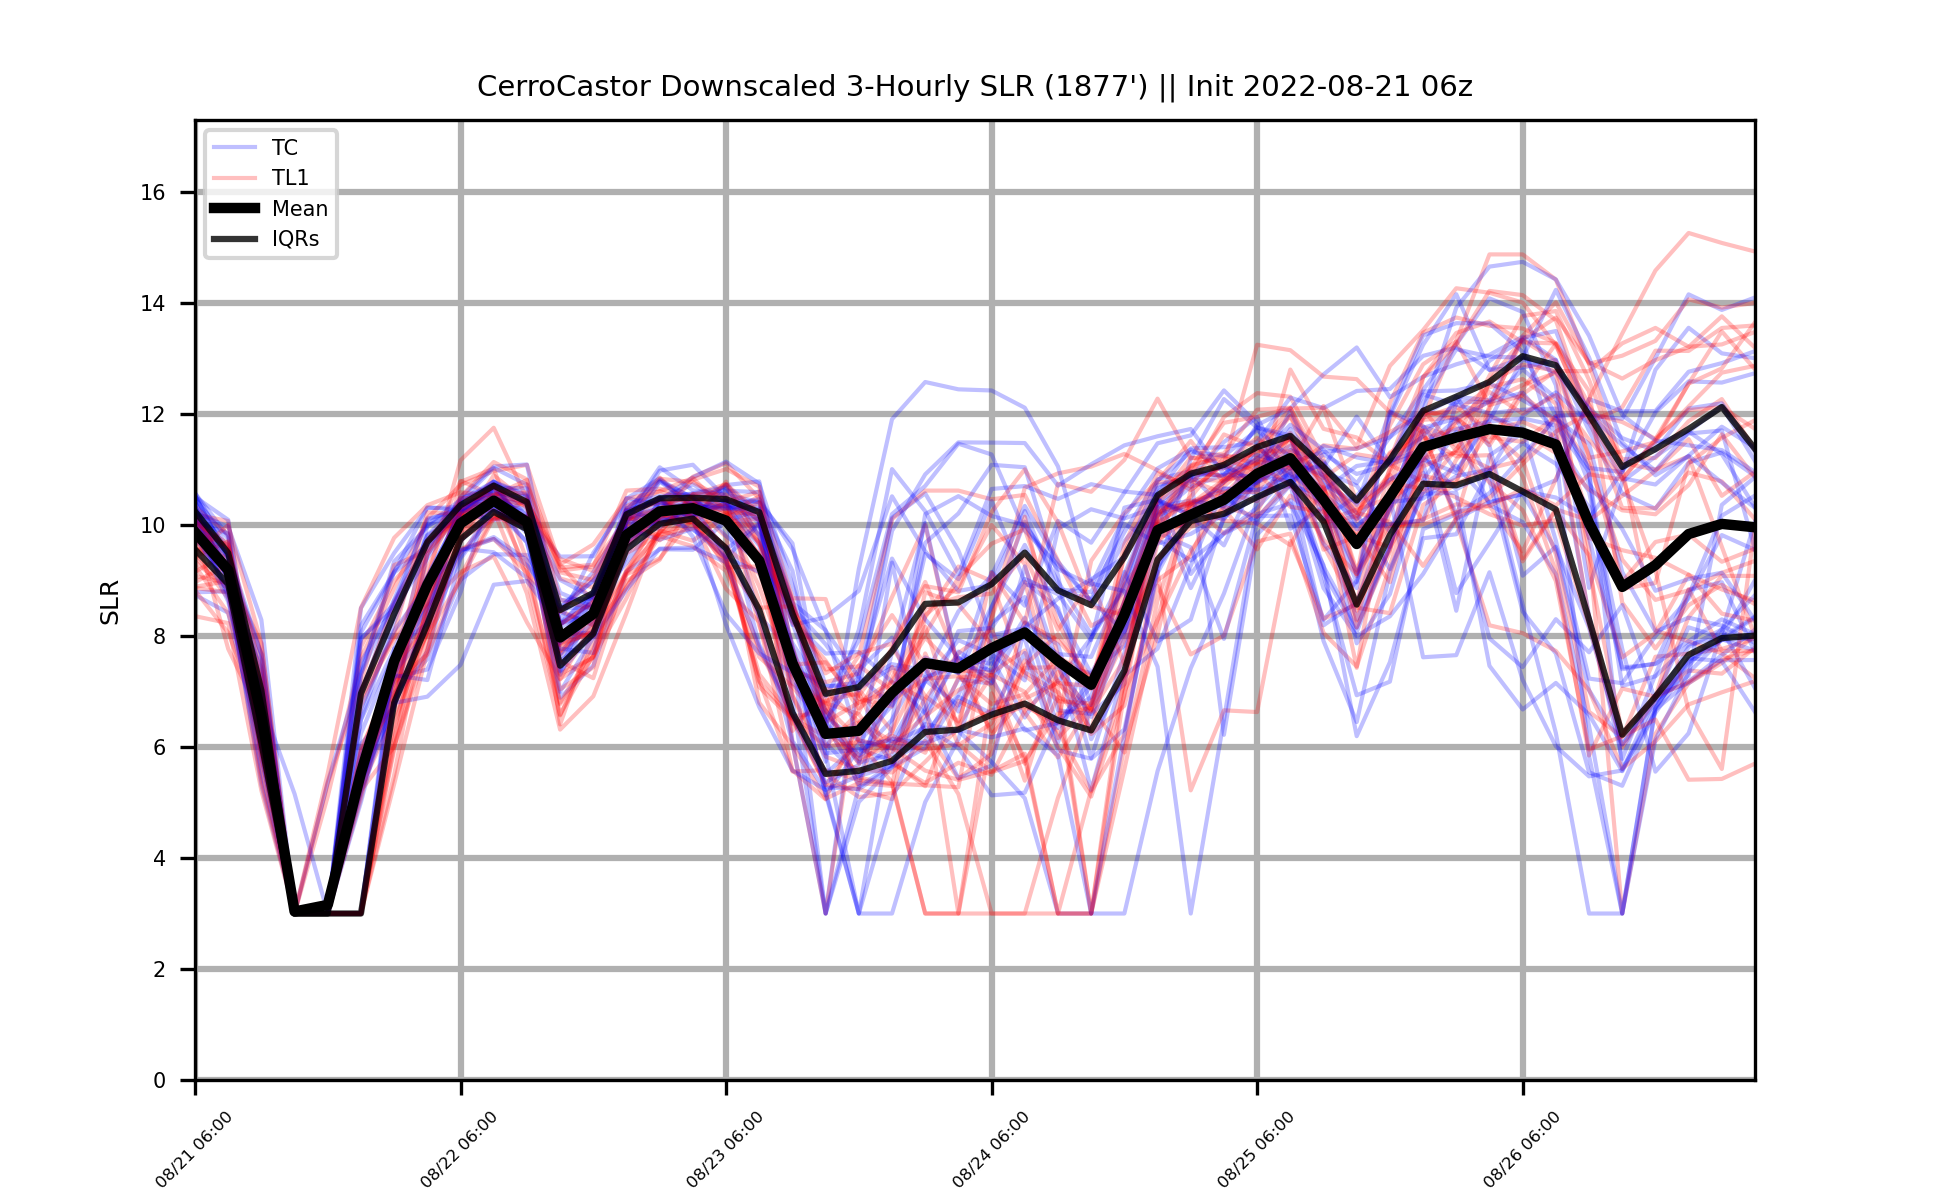 CerroCastor Downscaled 3-Hourly SLR (1877') || Init 2022-08-21 06z
TC
TL1
Mean
IQRs
SLR
16
14
12
10
8
6
4
2
0
08/21 06:00
08/22 06:00
08/23 06:00
08/24 06:00
08/25 06:00
08/26 06:00